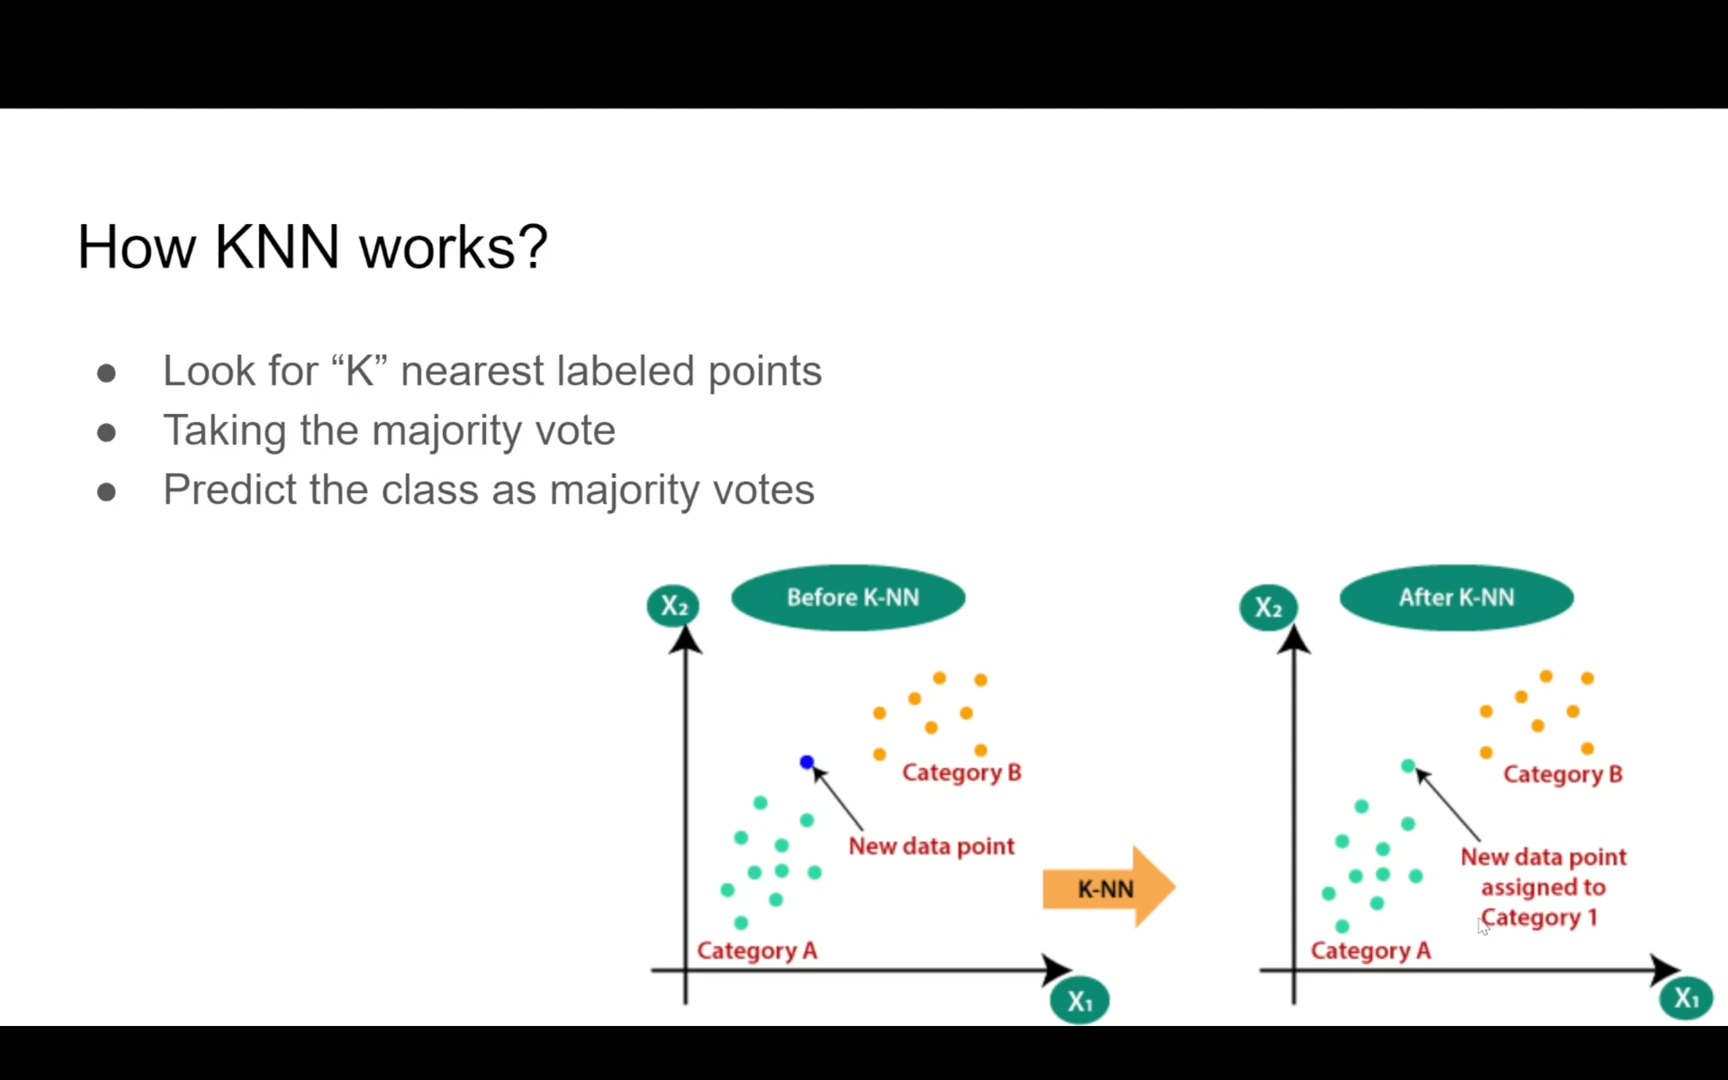 How KNN works?
● Look for “K” nearest labeled points
● Taking the majority vote
● Predict the class as majority votes
X₂
Before K-NN
Category B
New data point
Category A
X₁
K-NN
X₂
After K-NN
Category B
New data point
assigned to
Category 1
Category A
X₁